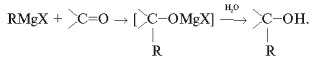 RMgX + >C=O → [>C—OMgX] —H₂O→ >C—OH.
R R